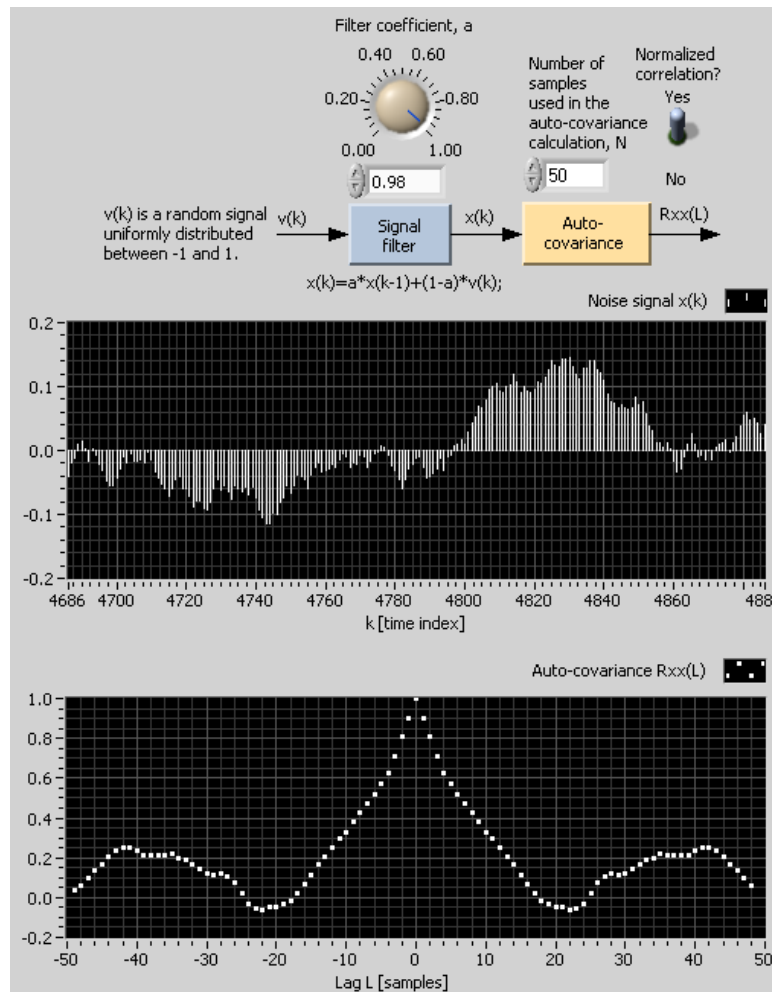 Filter coefficient, a
0.40 0.60
0.20 0.80
0.00 1.00
0.98
Number of
samples
used in the
auto-covariance
calculation, N
50
Normalized
correlation?
Yes
No
v(k) is a random signal
uniformly distributed
between -1 and 1.
v(k)
Signal
filter
x(k)
Auto-
covariance
Rxx(L)
x(k)=a*x(k-1)+(1-a)*v(k);
Noise signal x(k)
0.2
0.1
0.0
-0.1
-0.2
4686 4700 4720 4740 4760 4780 4800 4820 4840 4860 488
k [time index]
Auto-covariance Rxx(L)
1.0
0.8
0.6
0.4
0.2
0.0
-0.2
-50 -40 -30 -20 -10 0 10 20 30 40 50
Lag L [samples]